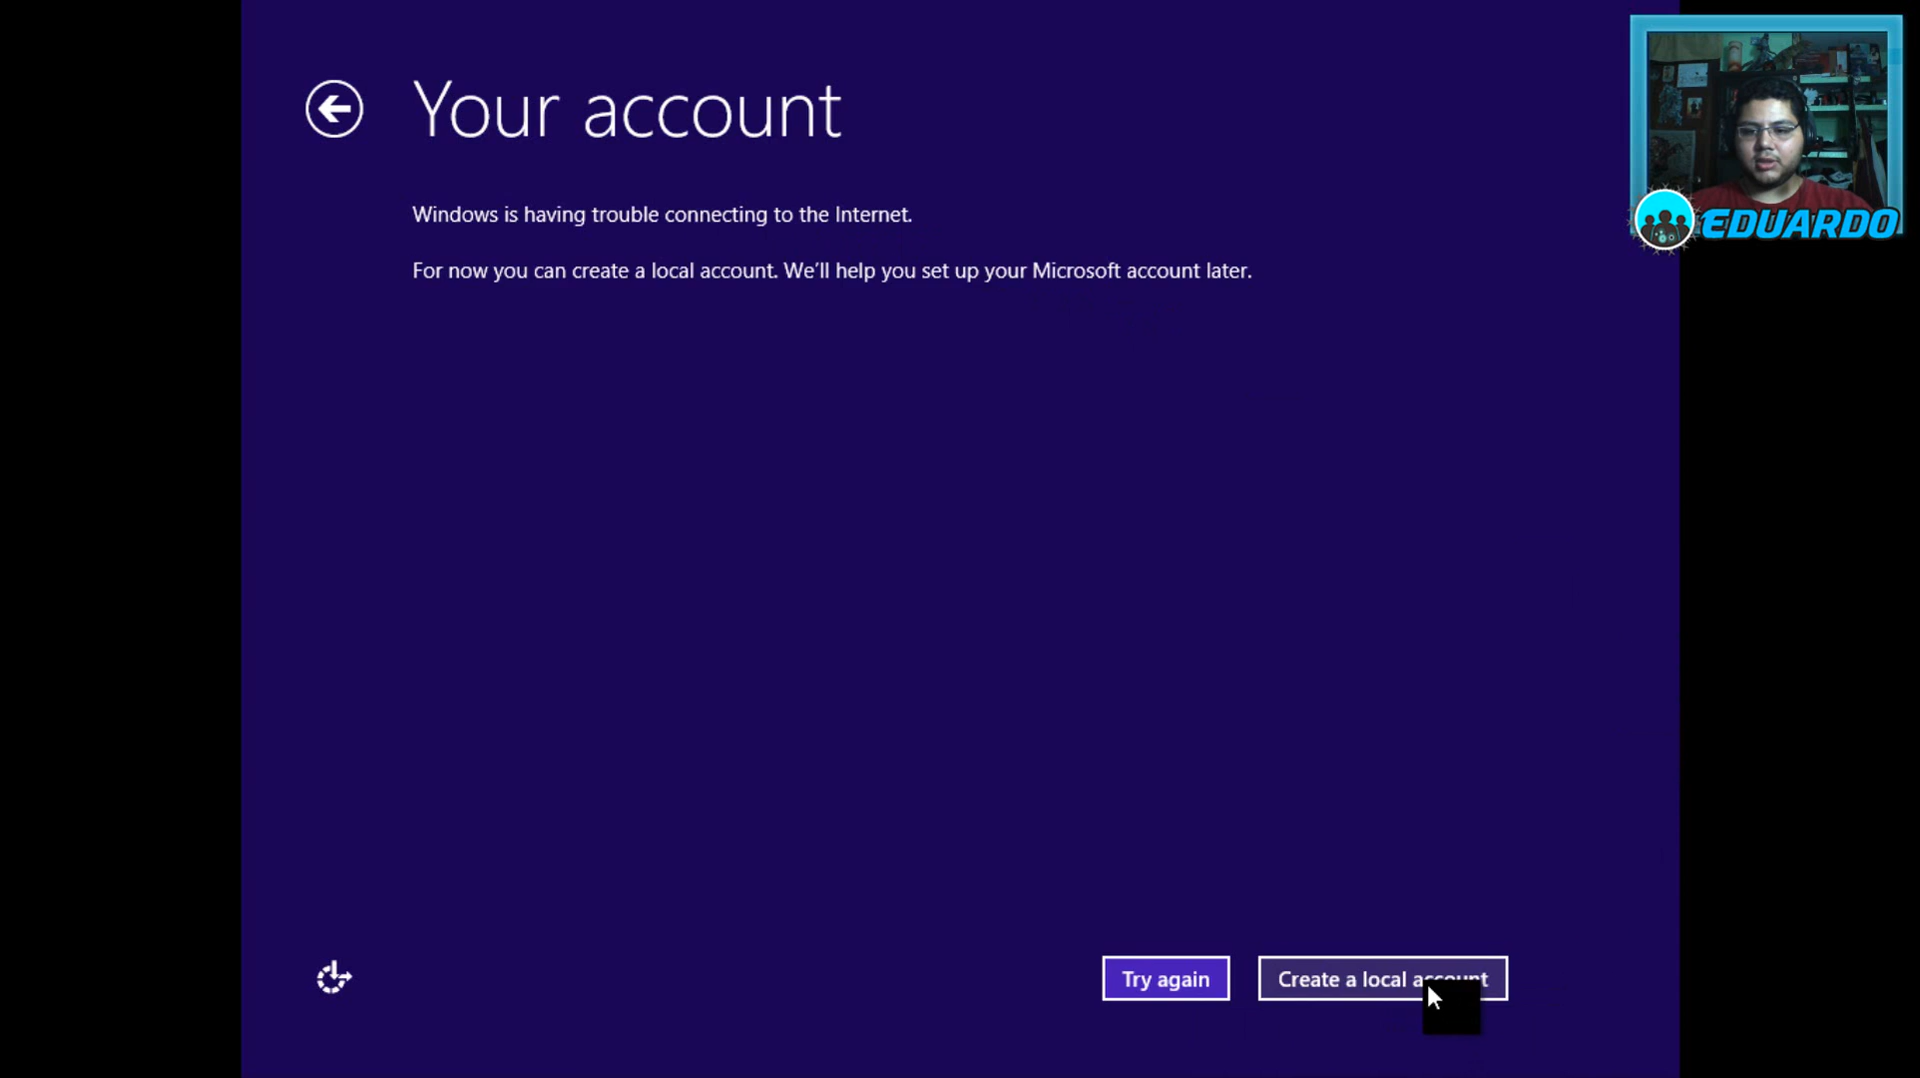 Your account
Windows is having trouble connecting to the Internet.
For now you can create a local account. We'll help you set up your Microsoft account later.
EDUARDO
Try again
Create a local account